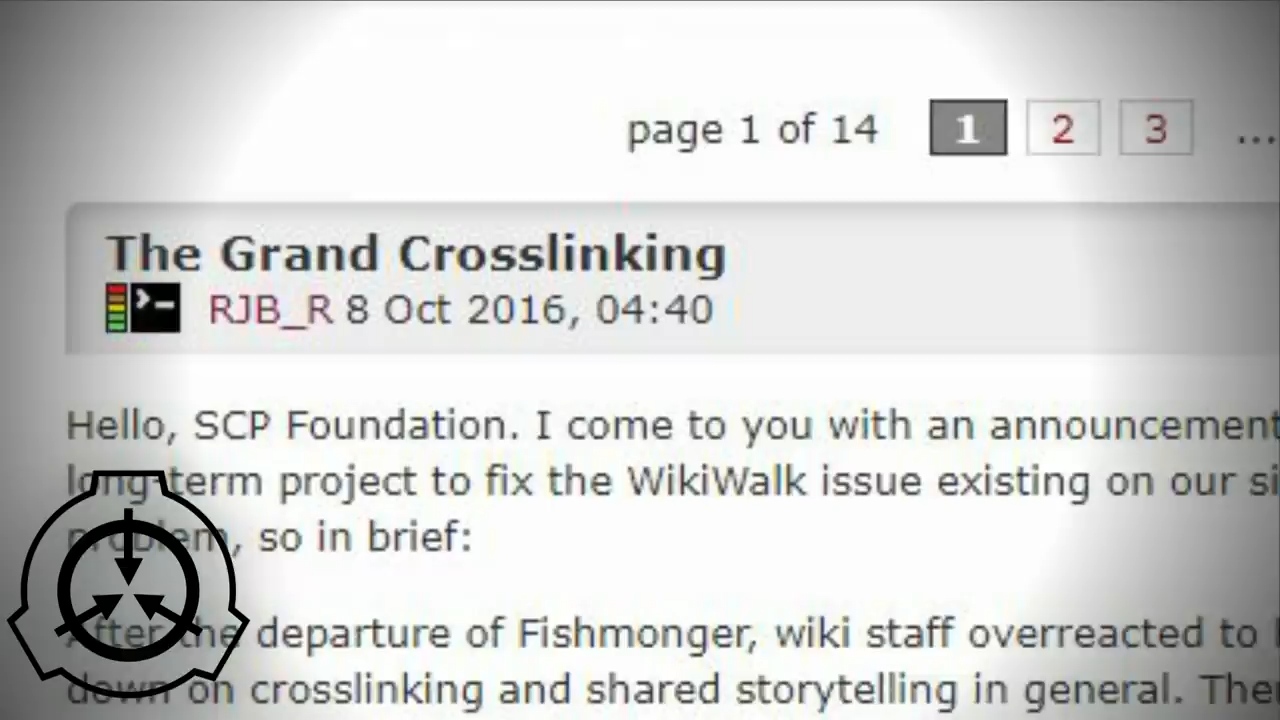 page 1 of 14 1 2 3 ...
The Grand Crosslinking
RJB_R 8 Oct 2016, 04:40
Hello, SCP Foundation. I come to you with an announcement
long-term project to fix the WikiWalk issue existing on our si
problem, so in brief:
After the departure of Fishmonger, wiki staff overreacted to
down on crosslinking and shared storytelling in general. Ther